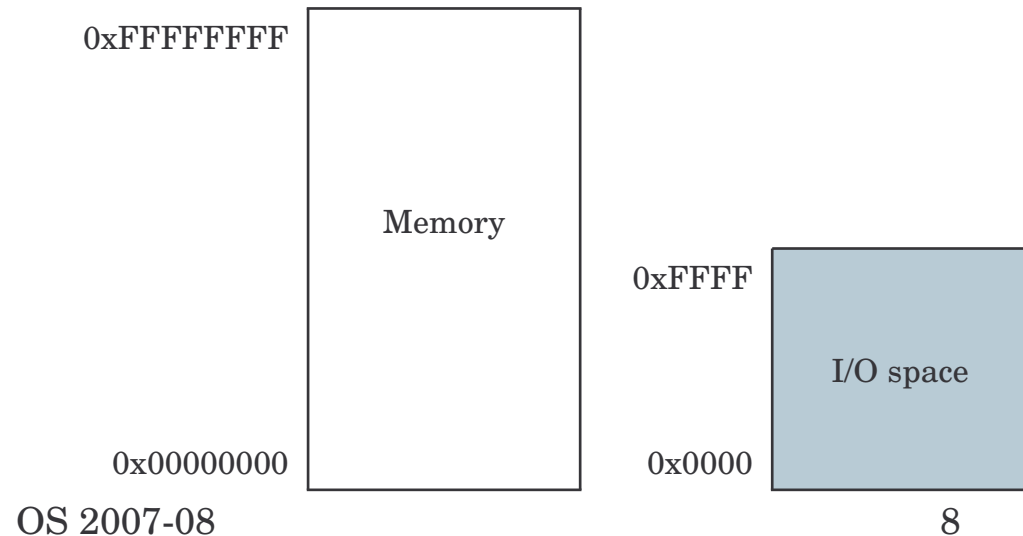 0xFFFFFFFF
Memory
0x00000000
0xFFFF
I/O space
0x0000
OS 2007-08
8